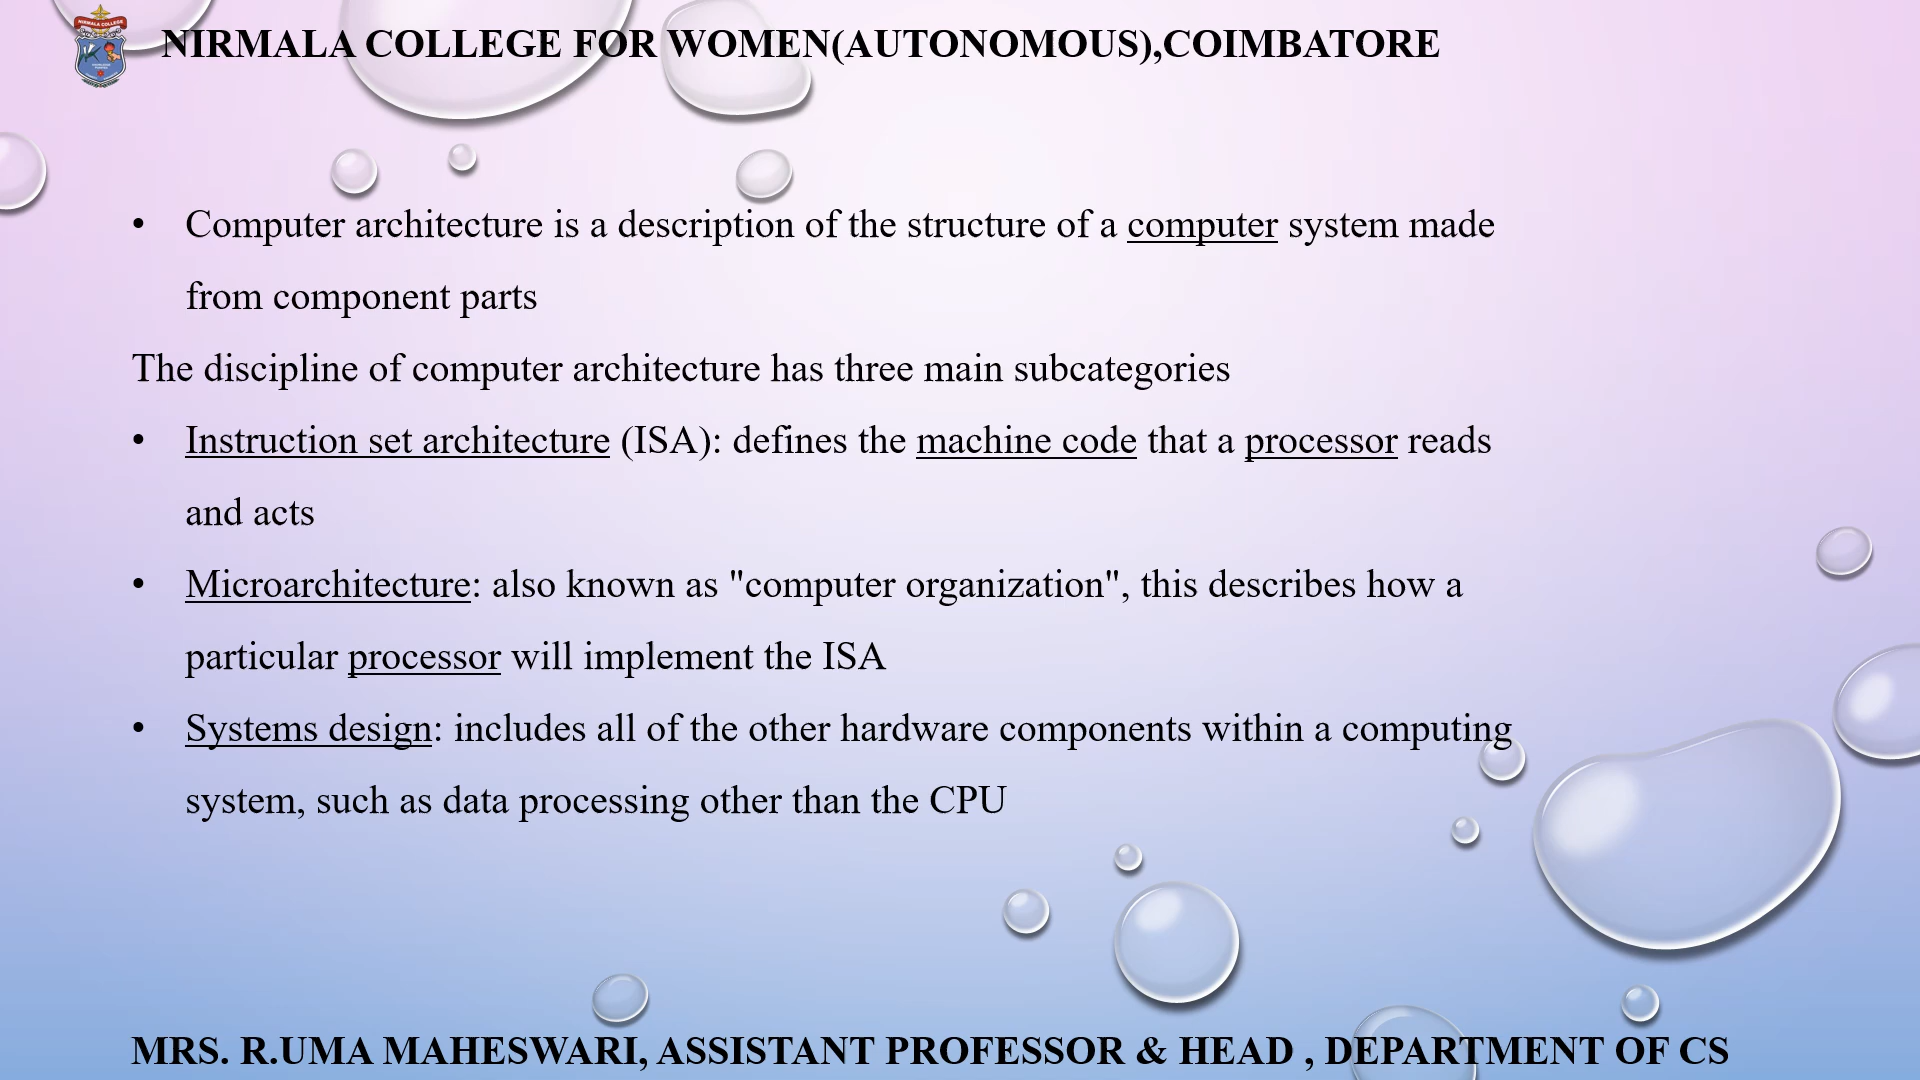 NIRMALA COLLEGE
NIRMALA COLLEGE FOR WOMEN(AUTONOMOUS),COIMBATORE
• Computer architecture is a description of the structure of a computer system made
from component parts
The discipline of computer architecture has three main subcategories
• Instruction set architecture (ISA): defines the machine code that a processor reads
and acts
• Microarchitecture: also known as "computer organization", this describes how a
particular processor will implement the ISA
• Systems design: includes all of the other hardware components within a computing
system, such as data processing other than the CPU
MRS. R.UMA MAHESWARI, ASSISTANT PROFESSOR & HEAD , DEPARTMENT OF CS